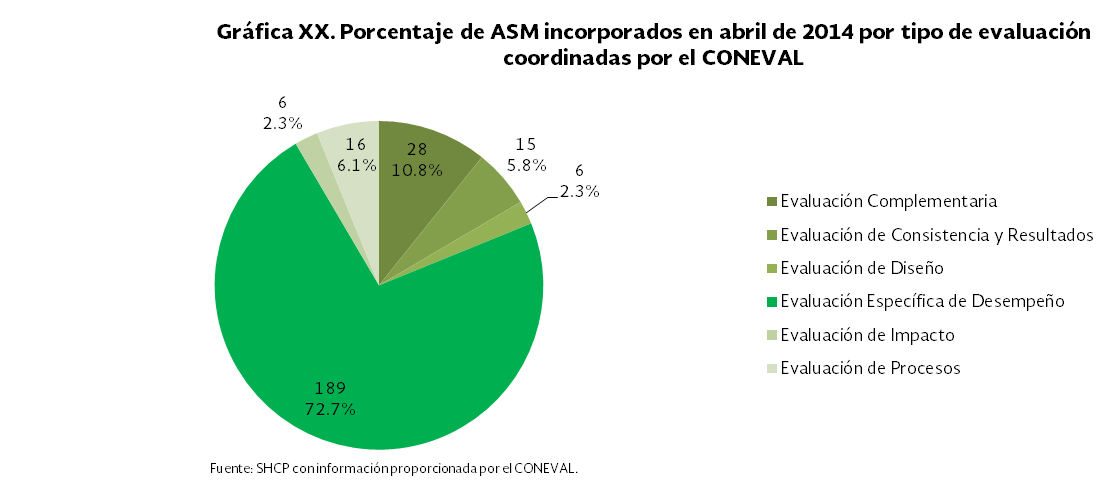 Gráfica XX. Porcentaje de ASM incorporados en abril de 2014 por tipo de evaluación
coordinadas por el CONEVAL
6
2.3%
16
6.1%
28
10.8%
15
5.8%
6
2.3%
189
72.7%
Evaluación Complementaria
Evaluación de Consistencia y Resultados
Evaluación de Diseño
Evaluación Específica de Desempeño
Evaluación de Impacto
Evaluación de Procesos
Fuente: SHCP con información proporcionada por el CONEVAL.